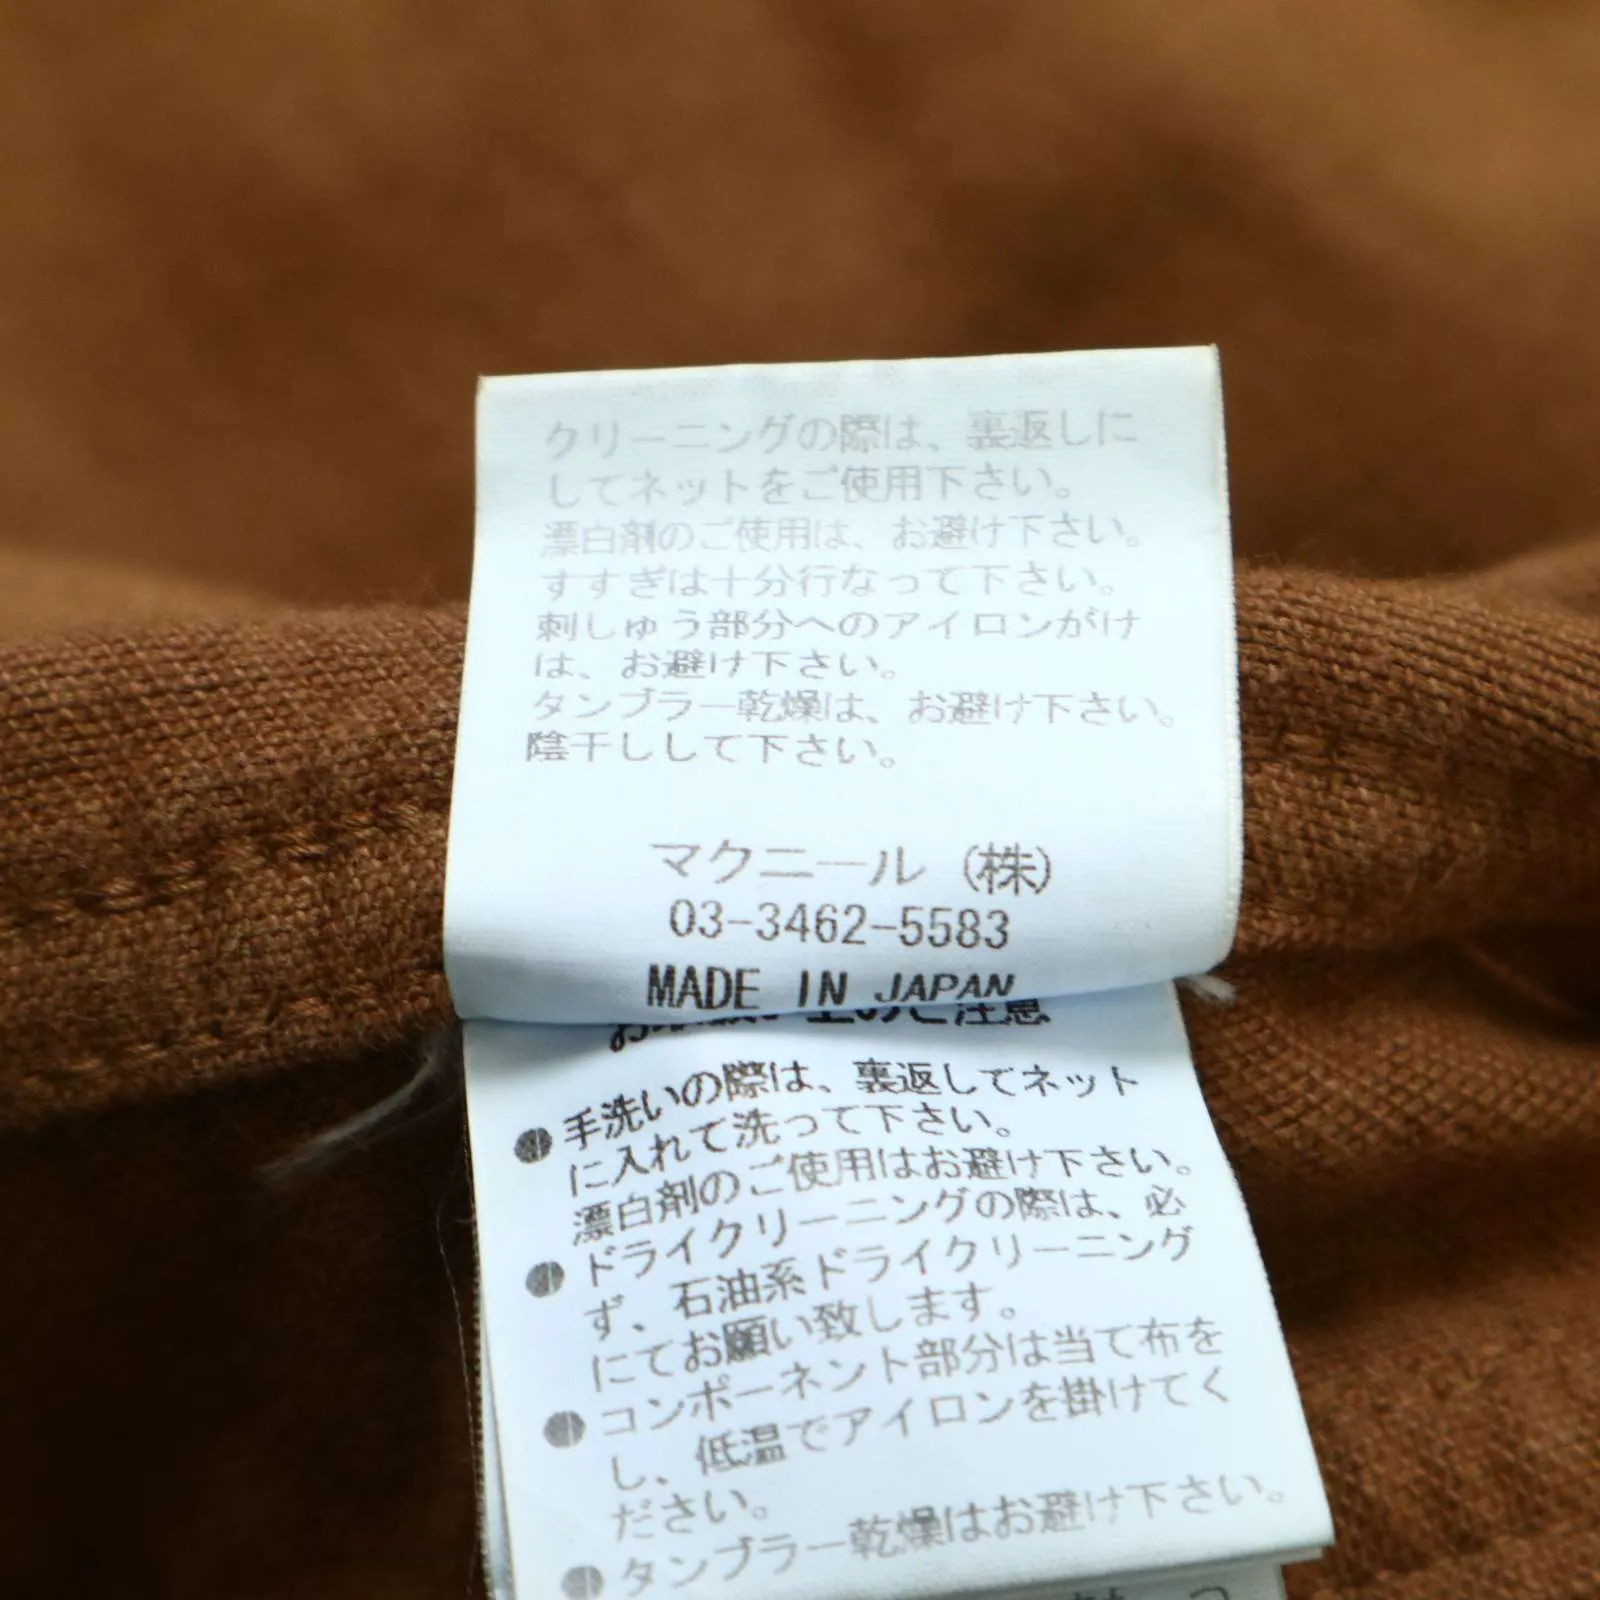 クリーニングの際は、裏返しに
してネットをご使用下さい。
漂白剤のご使用は、お避け下さい。
すすぎは十分行なって下さい。
刺しゅう部分へのアイロンがけ
は、お避け下さい。
タンブラー乾燥は、お避け下さい。
陰干ししして下さい。
マクニール(株)
03-3462-5583
MADE IN JAPAN
上のご注意
●手洗いの際は、裏返してネット
に入れて洗って下さい。
漂白剤のご使用はお避け下さい。
●ドライクリーニングの際は、必
ず、石油系ドライクリーニング
にてお願い致します。
●コンポーネント部分は当て布を
し、低温でアイロンを掛けてく
ださい。
●タンブラー乾燥はお避け下さい。